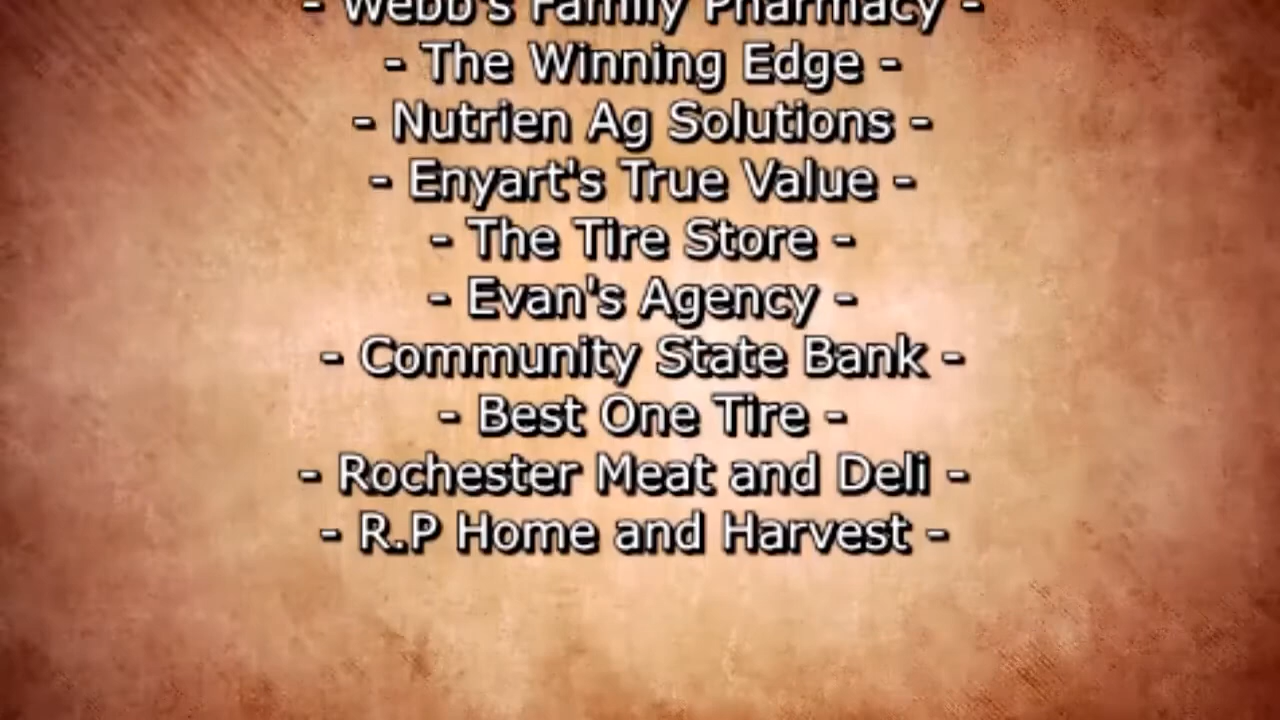 - Webb's Family Pharmacy -
- The Winning Edge -
- Nutrien Ag Solutions -
- Enyart's True Value -
- The Tire Store -
- Evan's Agency -
- Community State Bank -
- Best One Tire -
- Rochester Meat and Deli -
- R.P Home and Harvest -